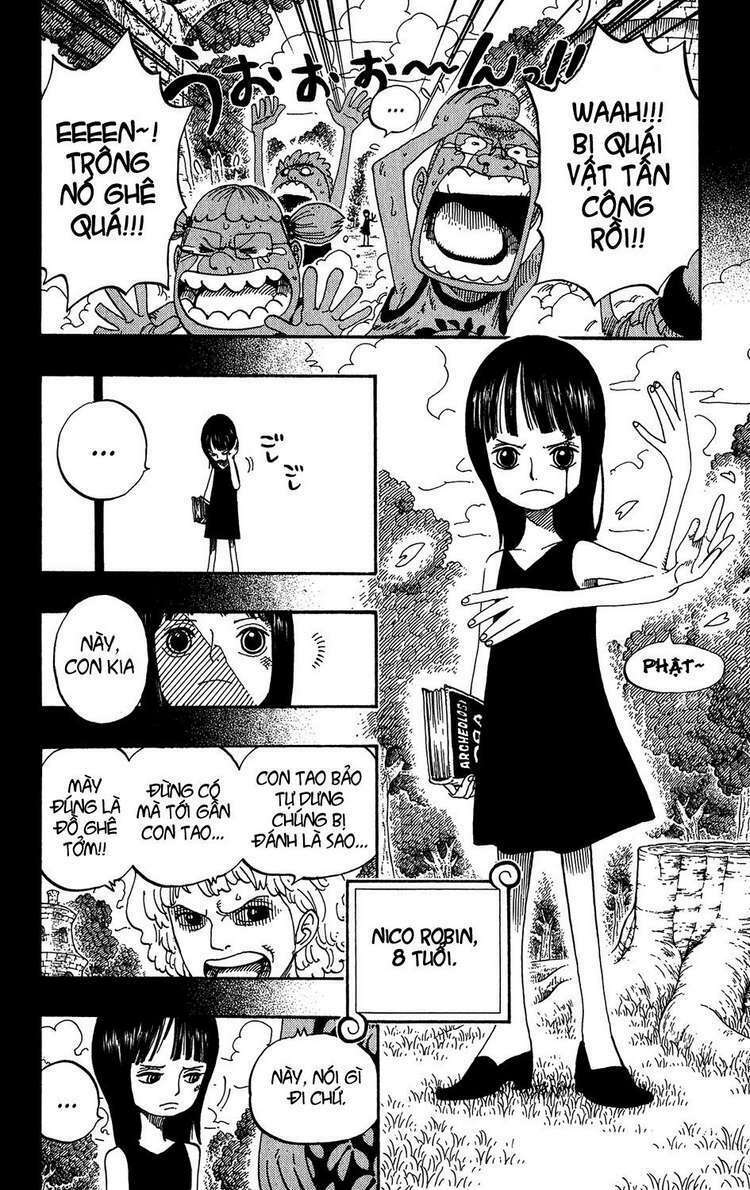 うおおおお〜〜んっ!!
WAAH!!!
BỊ QUÁI
VẬT TẤN
CÔNG
RỒI!!
...
EEEEN~!
TRÔNG
NÓ GHÊ
QUÁ!!!
PHẬT~
ARCHEOLOGI
...
ごし
ごし
NÀY,
CON KIA
CON TAO BẢO
TỰ DƯNG
CHÚNG BỊ
ĐÁNH LÀ SAO...
ĐỪNG CÓ
MÀ TỚI GẦN
CON TAO...
MÀY
ĐÚNG LÀ
ĐỒ GHÊ
TỞM!!
NICO ROBIN,
8 TUỔI.
NÀY, NÓI GÌ
ĐI CHỨ.
...